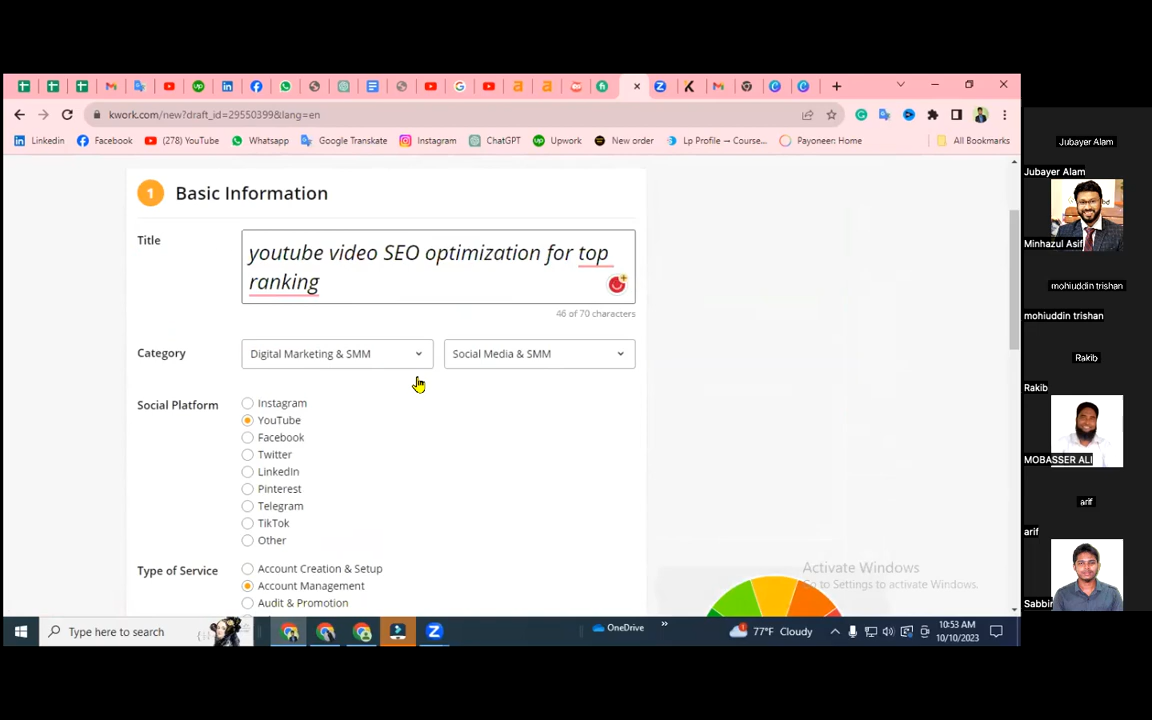 kwork.com/new?draft_id=29550399&lang=en
Linkedin
Facebook
(278) YouTube
Whatsapp
Google Transkate
Instagram
ChatGPT
Upwork
New order
Lp Profile → Course...
Payoneer: Home
All Bookmarks
1 Basic Information
Title
youtube video SEO optimization for top
ranking
46 of 70 characters
Category
Digital Marketing & SMM
Social Media & SMM
Social Platform
Instagram
YouTube
Facebook
Twitter
LinkedIn
Pinterest
Telegram
TikTok
Other
Type of Service
Account Creation & Setup
Account Management
Audit & Promotion
Activate Windows
Go to Settings to activate Windows.
Type here to search
OneDrive
77°F Cloudy
10:53 AM
10/10/2023
Jubayer Alam
Jubayer Alam
Minhazul Asif
mohiuddin trishan
mohiuddin trishan
Rakib
Rakib
MOBASSER ALI
arif
arif
Sabbir